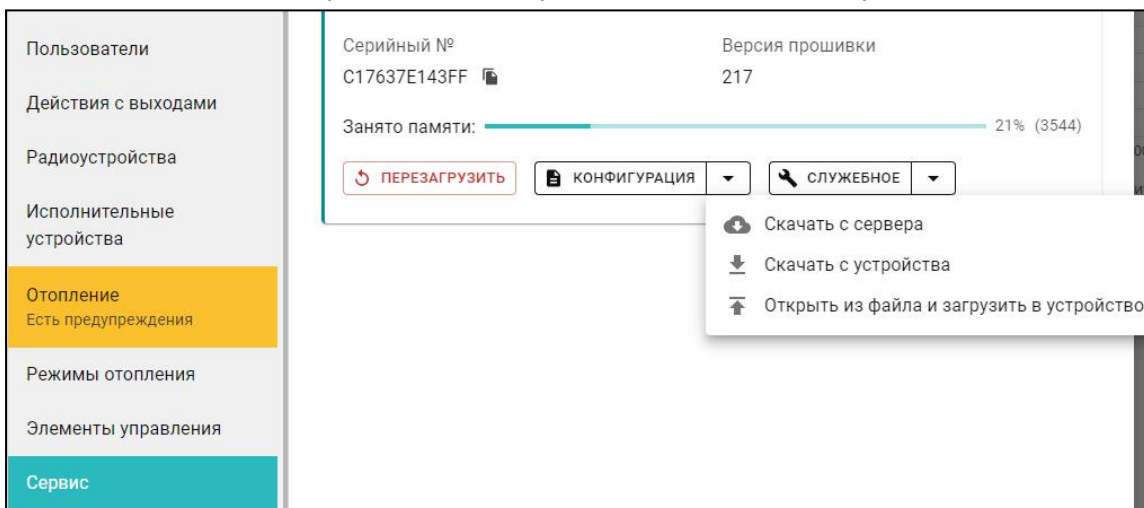 Пользователи
Действия с выходами
Радиоустройства
Исполнительные
устройства
Отопление
Есть предупреждения
Режимы отопления
Элементы управления
Сервис
Серийный №
Версия прошивки
C17637E143FF
217
Занято памяти:
21% (3544)
ПЕРЕЗАГРУЗИТЬ
КОНФИГУРАЦИЯ
СЛУЖЕБНОЕ
Скачать с сервера
Скачать с устройства
Открыть из файла и загрузить в устройство